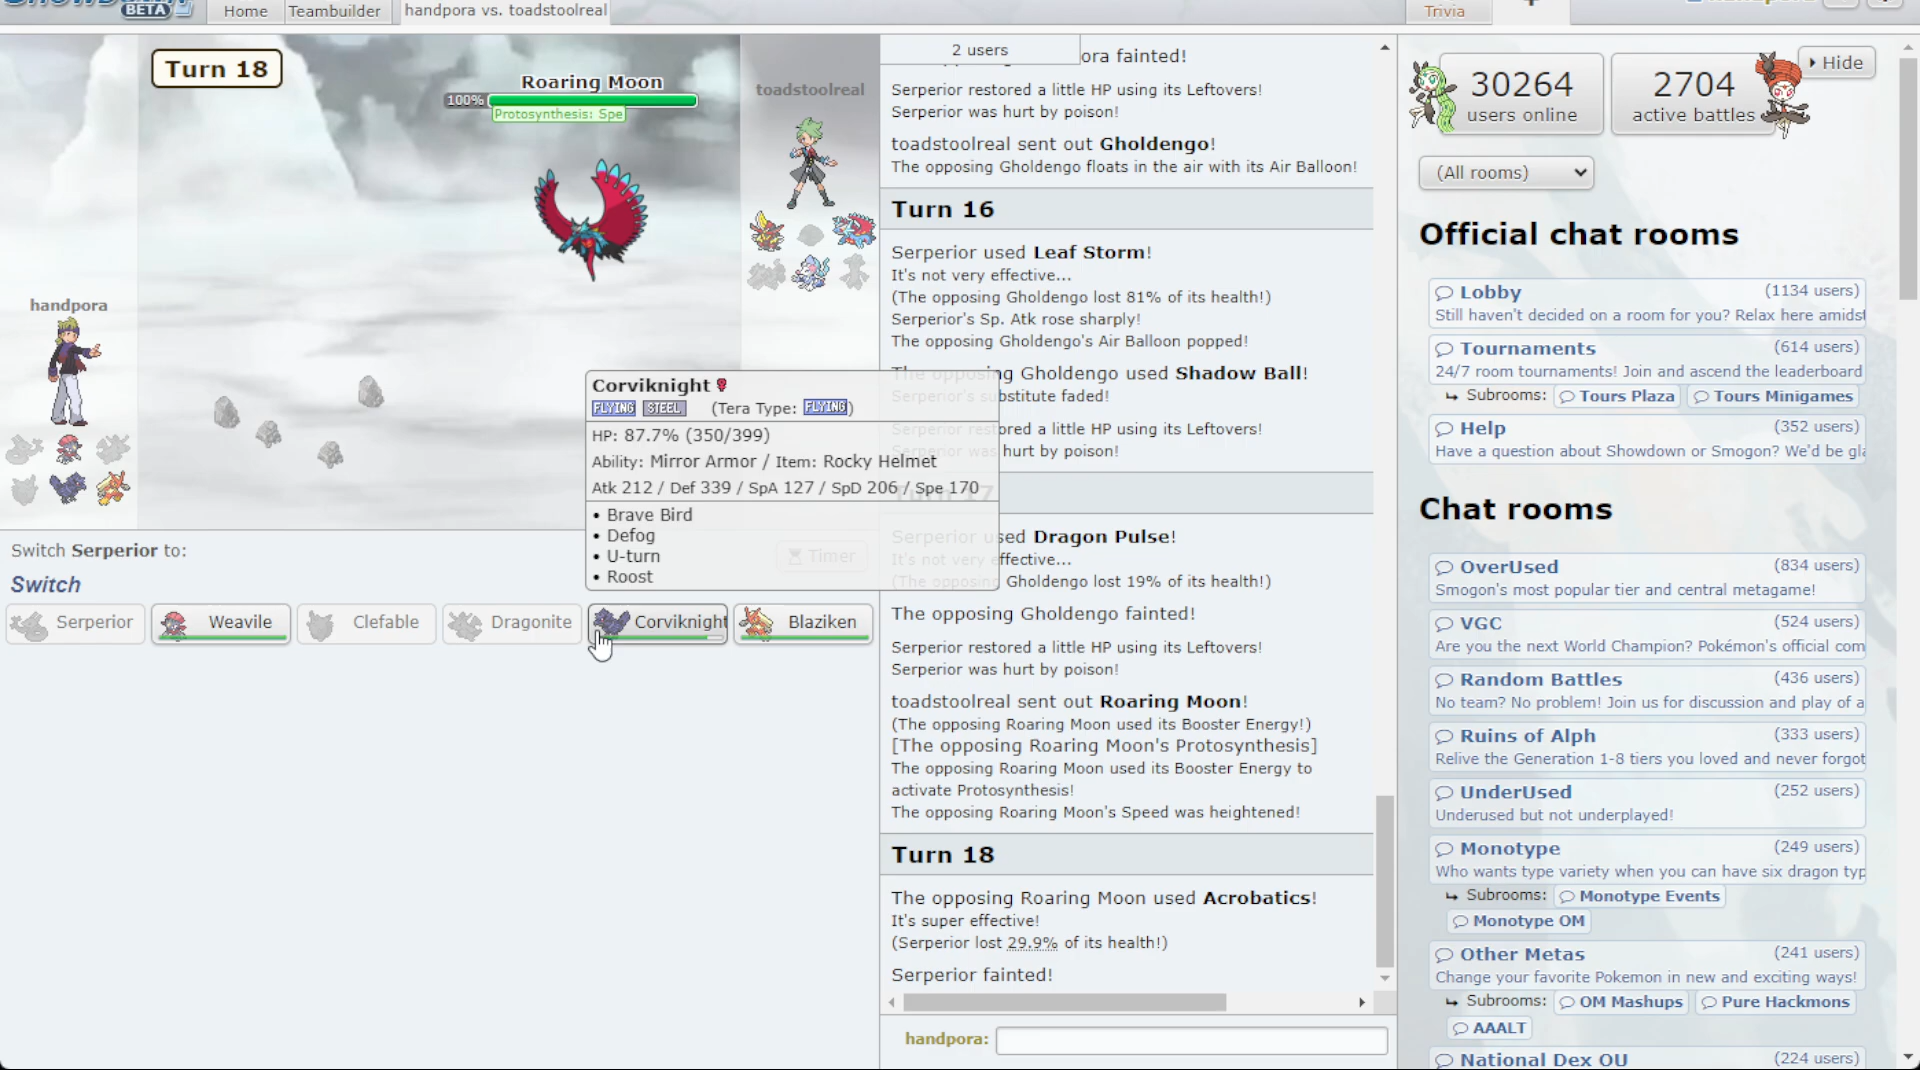 BETA
Home
Teambuilder
handpora vs. toadstoolreal
Trivia
Turn 18
Roaring Moon
100%
Protosynthesis: Spe
toadstoolreal
handpora
Corviknight
FLYING STEEL (Tera Type: FLYING)
HP: 87.7% (350/399)
Ability: Mirror Armor / Item: Rocky Helmet
Atk 212 / Def 339 / SpA 127 / SpD 206 / Spe 170
• Brave Bird
• Defog
• U-turn
• Roost
Timer
Switch Serperior to:
Switch
Serperior
Weavile
Clefable
Dragonite
Corviknight
Blaziken
2 users
ora fainted!
Serperior restored a little HP using its Leftovers!
Serperior was hurt by poison!
toadstoolreal sent out Gholdengo!
The opposing Gholdengo floats in the air with its Air Balloon!
Turn 16
Serperior used Leaf Storm!
It's not very effective...
(The opposing Gholdengo lost 81% of its health!)
Serperior's Sp. Atk rose sharply!
The opposing Gholdengo's Air Balloon popped!
The opposing Gholdengo used Shadow Ball!
Serperior's substitute faded!
Serperior restored a little HP using its Leftovers!
Serperior was hurt by poison!
Turn 17
Serperior used Dragon Pulse!
It's not very effective...
(The opposing Gholdengo lost 19% of its health!)
The opposing Gholdengo fainted!
Serperior restored a little HP using its Leftovers!
Serperior was hurt by poison!
toadstoolreal sent out Roaring Moon!
(The opposing Roaring Moon used its Booster Energy!)
[The opposing Roaring Moon's Protosynthesis]
The opposing Roaring Moon used its Booster Energy to
activate Protosynthesis!
The opposing Roaring Moon's Speed was heightened!
Turn 18
The opposing Roaring Moon used Acrobatics!
It's super effective!
(Serperior lost 29.9% of its health!)
Serperior fainted!
handpora:
30264
users online
2704
active battles
Hide
(All rooms)
Official chat rooms
Lobby (1134 users)
Still haven't decided on a room for you? Relax here amidst
Tournaments (614 users)
24/7 room tournaments! Join and ascend the leaderboard
Subrooms: Tours Plaza Tours Minigames
Help (352 users)
Have a question about Showdown or Smogon? We'd be gla
Chat rooms
OverUsed (834 users)
Smogon's most popular tier and central metagame!
VGC (524 users)
Are you the next World Champion? Pokémon's official com
Random Battles (436 users)
No team? No problem! Join us for discussion and play of a
Ruins of Alph (333 users)
Relive the Generation 1-8 tiers you loved and never forgot
UnderUsed (252 users)
Underused but not underplayed!
Monotype (249 users)
Who wants type variety when you can have six dragon typ
Subrooms: Monotype Events
Monotype OM
Other Metas (241 users)
Change your favorite Pokemon in new and exciting ways!
Subrooms: OM Mashups Pure Hackmons
AAALT
National Dex OU (224 users)